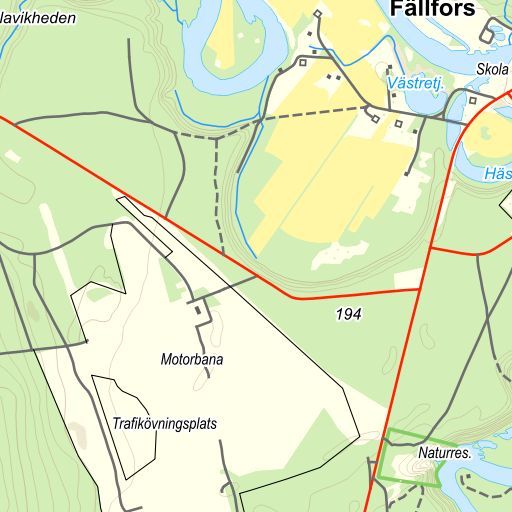 Fällfors
lavikheden
Skola
Västretj.
Häs
194
Motorbana
Trafikövningsplats
Naturres.